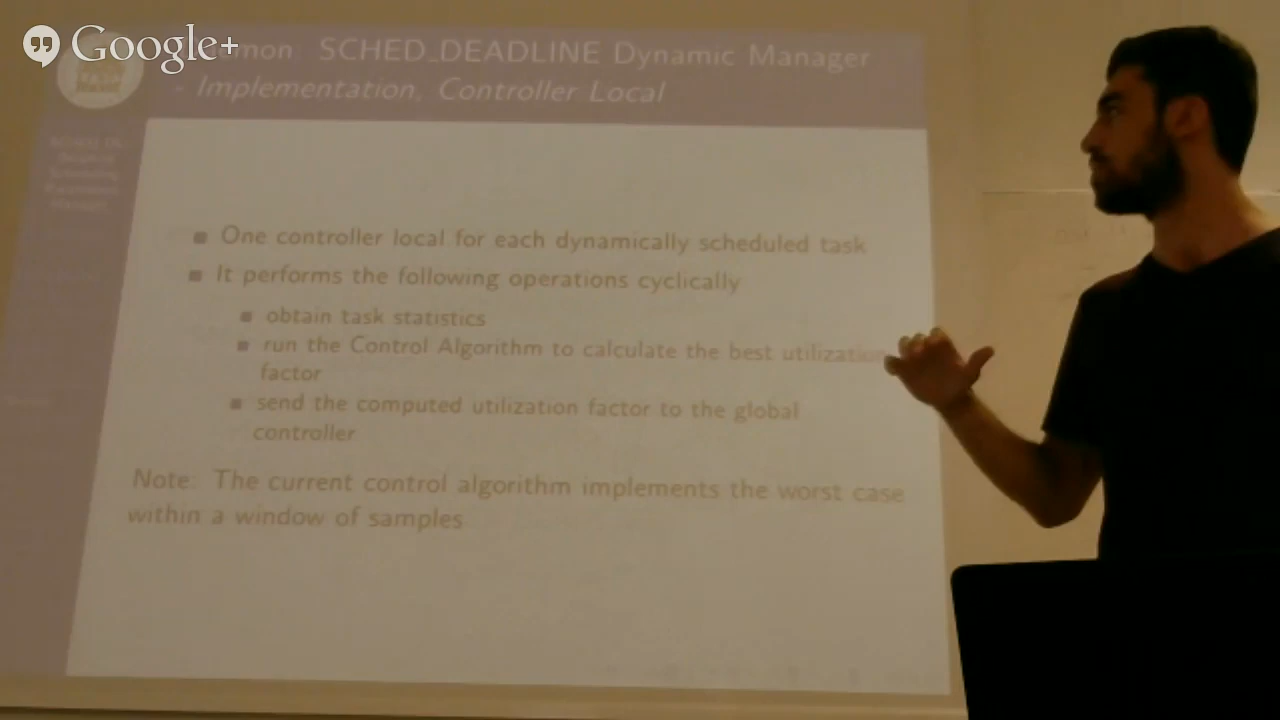 Google+
SCHED_DEADLINE Dynamic Manager
- Implementation, Controller Local
One controller local for each dynamically scheduled task
It performs the following operations cyclically
obtain task statistics
run the Control Algorithm to calculate the best utilization
factor
send the computed utilization factor to the global
controller
Note: The current control algorithm implements the worst case
within a window of samples